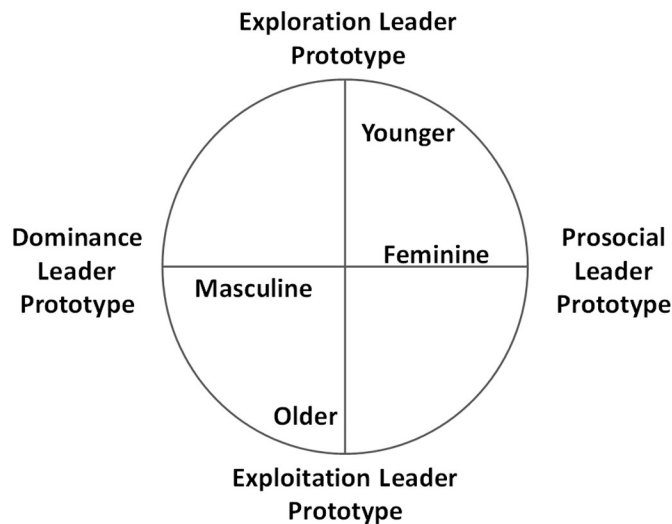 Exploration Leader
Prototype
Younger
Dominance
Leader
Prototype
Feminine
Prosocial
Leader
Prototype
Masculine
Older
Exploitation Leader
Prototype